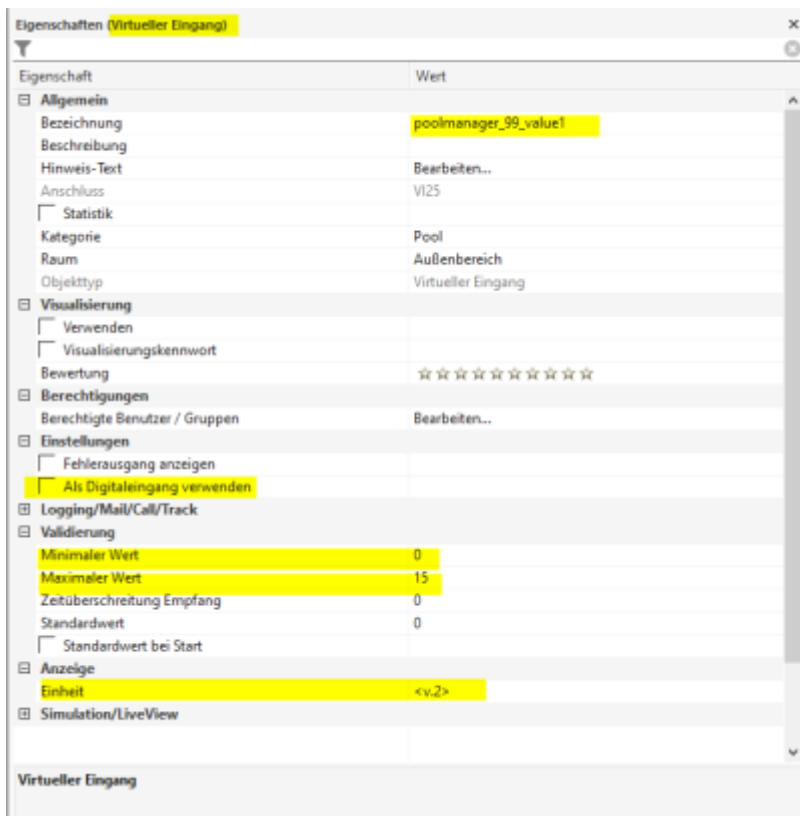 Eigenschaften (Virtueller Eingang)
Eigenschaft Wert
Allgemein
Bezeichnung poolmanager_99_value1
Beschreibung
Hinweis-Text Bearbeiten...
Anschluss VI25
Statistik
Kategorie Pool
Raum Außenbereich
Objekttyp Virtueller Eingang
Visualisierung
Verwenden
Visualisierungskennwort
Bewertung
Berechtigungen
Berechtigte Benutzer / Gruppen Bearbeiten...
Einstellungen
Fehlerausgang anzeigen
Als Digitaleingang verwenden
Logging/Mail/Call/Track
Validierung
Minimaler Wert 0
Maximaler Wert 15
Zeitüberschreitung Empfang 0
Standardwert 0
Standardwert bei Start
Anzeige
Einheit <v.2>
Simulation/LiveView
Virtueller Eingang